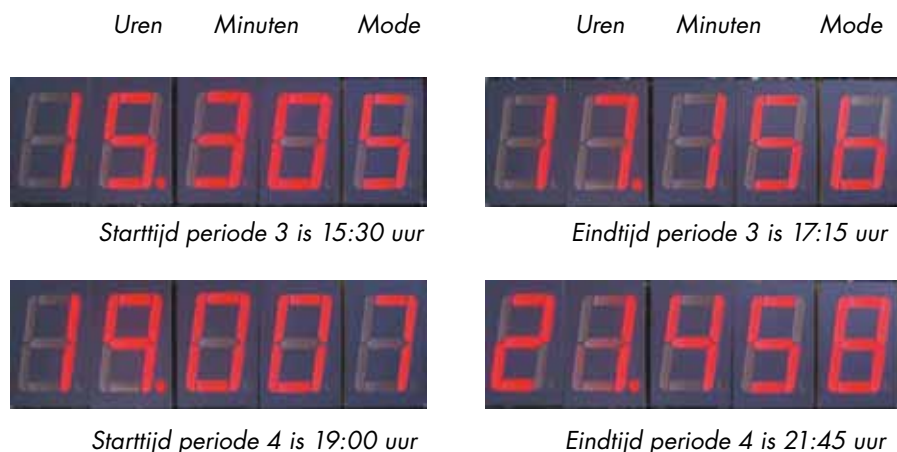 Uren Minuten Mode
Uren Minuten Mode
15.305
17.156
Starttijd periode 3 is 15:30 uur
Eindtijd periode 3 is 17:15 uur
19.007
21.458
Starttijd periode 4 is 19:00 uur
Eindtijd periode 4 is 21:45 uur